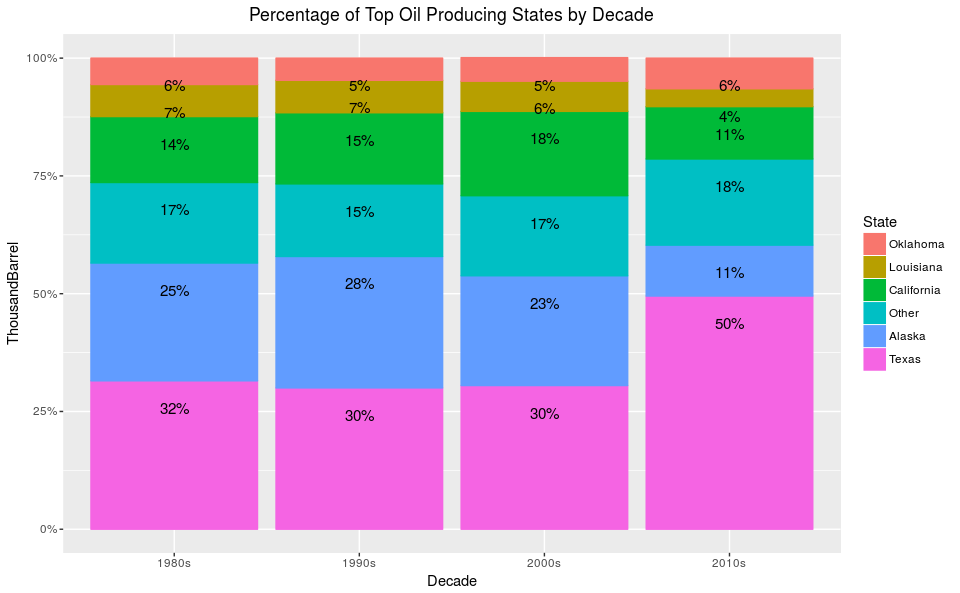 Percentage of Top Oil Producing States by Decade
ThousandBarrel
100%
75%
50%
25%
0%
6%
7%
14%
17%
25%
32%
5%
7%
15%
15%
28%
30%
5%
6%
18%
17%
23%
30%
6%
4%
11%
18%
11%
50%
1980s
1990s
2000s
2010s
Decade
State
Oklahoma
Louisiana
California
Other
Alaska
Texas